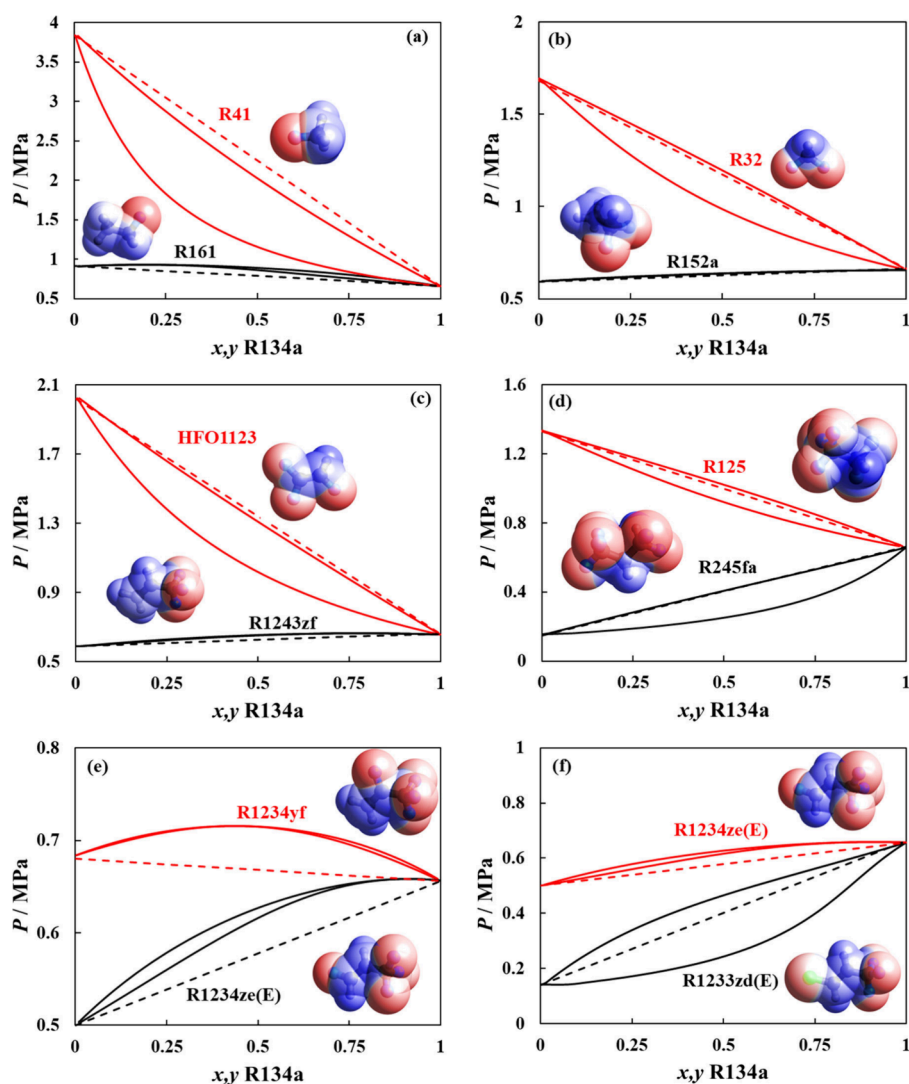 4
3.5
3
2.5
2
1.5
1
0.5
0
0.25
0.5
0.75
1
P / MPa
x,y R134a
(a)
R41
R161
2
1.5
1
0.5
0
0.25
0.5
0.75
1
P / MPa
x,y R134a
(b)
R32
R152a
2.1
1.7
1.3
0.9
0.5
0
0.25
0.5
0.75
1
P / MPa
x,y R134a
(c)
HFO1123
R1243zf
1.6
1.2
0.8
0.4
0
0
0.25
0.5
0.75
1
P / MPa
x,y R134a
(d)
R125
R245fa
0.8
0.7
0.6
0.5
0
0.25
0.5
0.75
1
P / MPa
x,y R134a
(e)
R1234yf
R1234ze(E)
1
0.8
0.6
0.4
0.2
0
0
0.25
0.5
0.75
1
P / MPa
x,y R134a
(f)
R1234ze(E)
R1233zd(E)